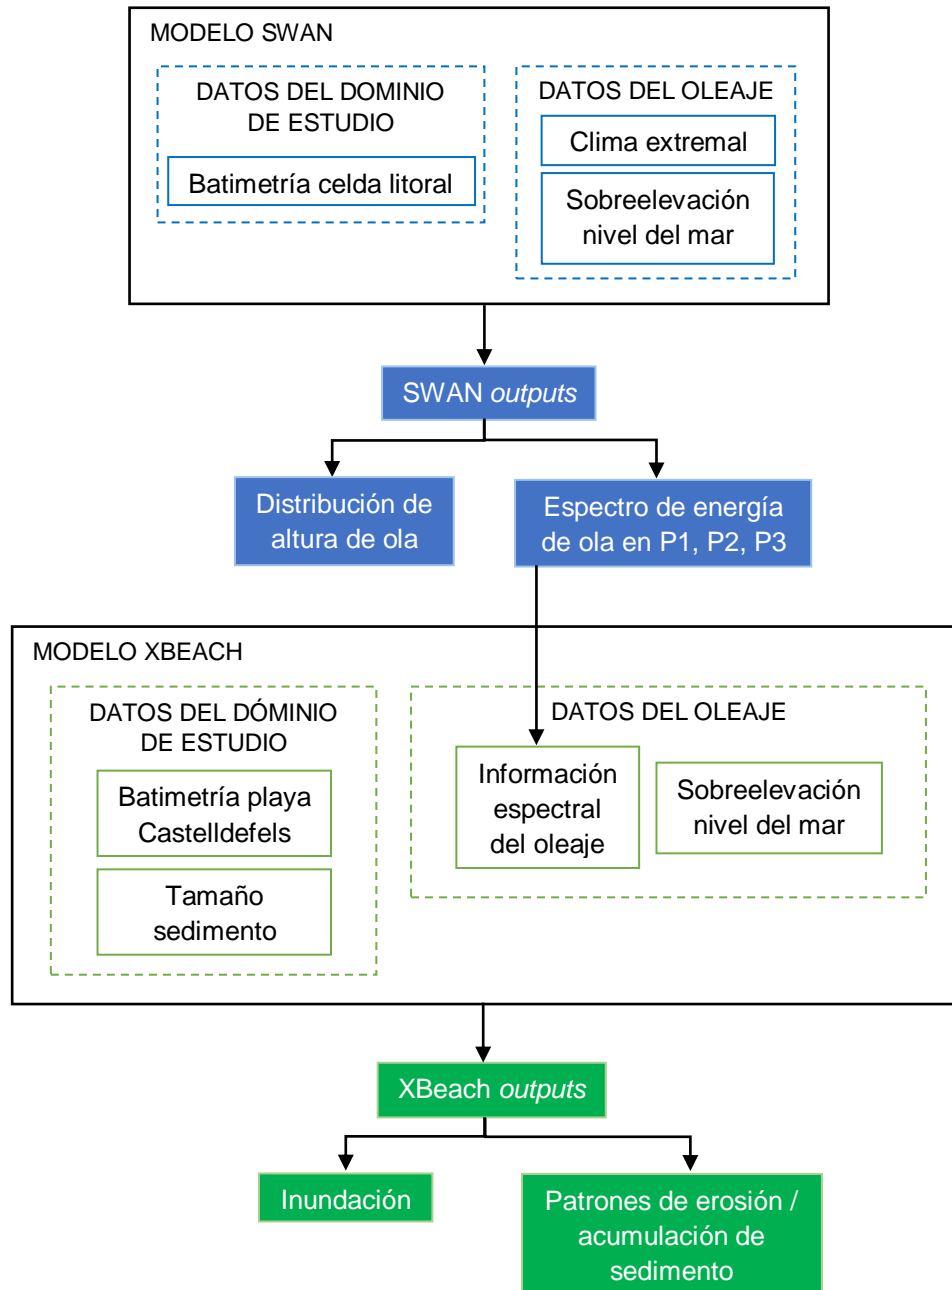 MODELO SWAN
DATOS DEL DOMINIO
DE ESTUDIO
Batimetría celda litoral
DATOS DEL OLEAJE
Clima extremal
Sobreelevación
nivel del mar
SWAN outputs
Distribución de
altura de ola
Espectro de energía
de ola en P1, P2, P3
MODELO XBEACH
DATOS DEL DÓMINIO
DE ESTUDIO
Batimetría playa
Castelldefels
Tamaño
sedimento
DATOS DEL OLEAJE
Información
espectral
del oleaje
Sobreelevación
nivel del mar
XBeach outputs
Inundación
Patrones de erosión /
acumulación de
sedimento